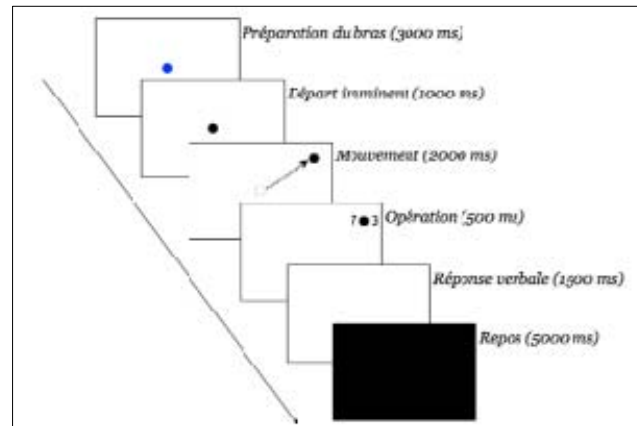 Préparation du bras (3000 ms)
Départ imminent (1000 ms)
Mouvement (2000 ms)
7 3
Opération (500 ms)
Réponse verbale (1500 ms)
Repos (5000 ms)